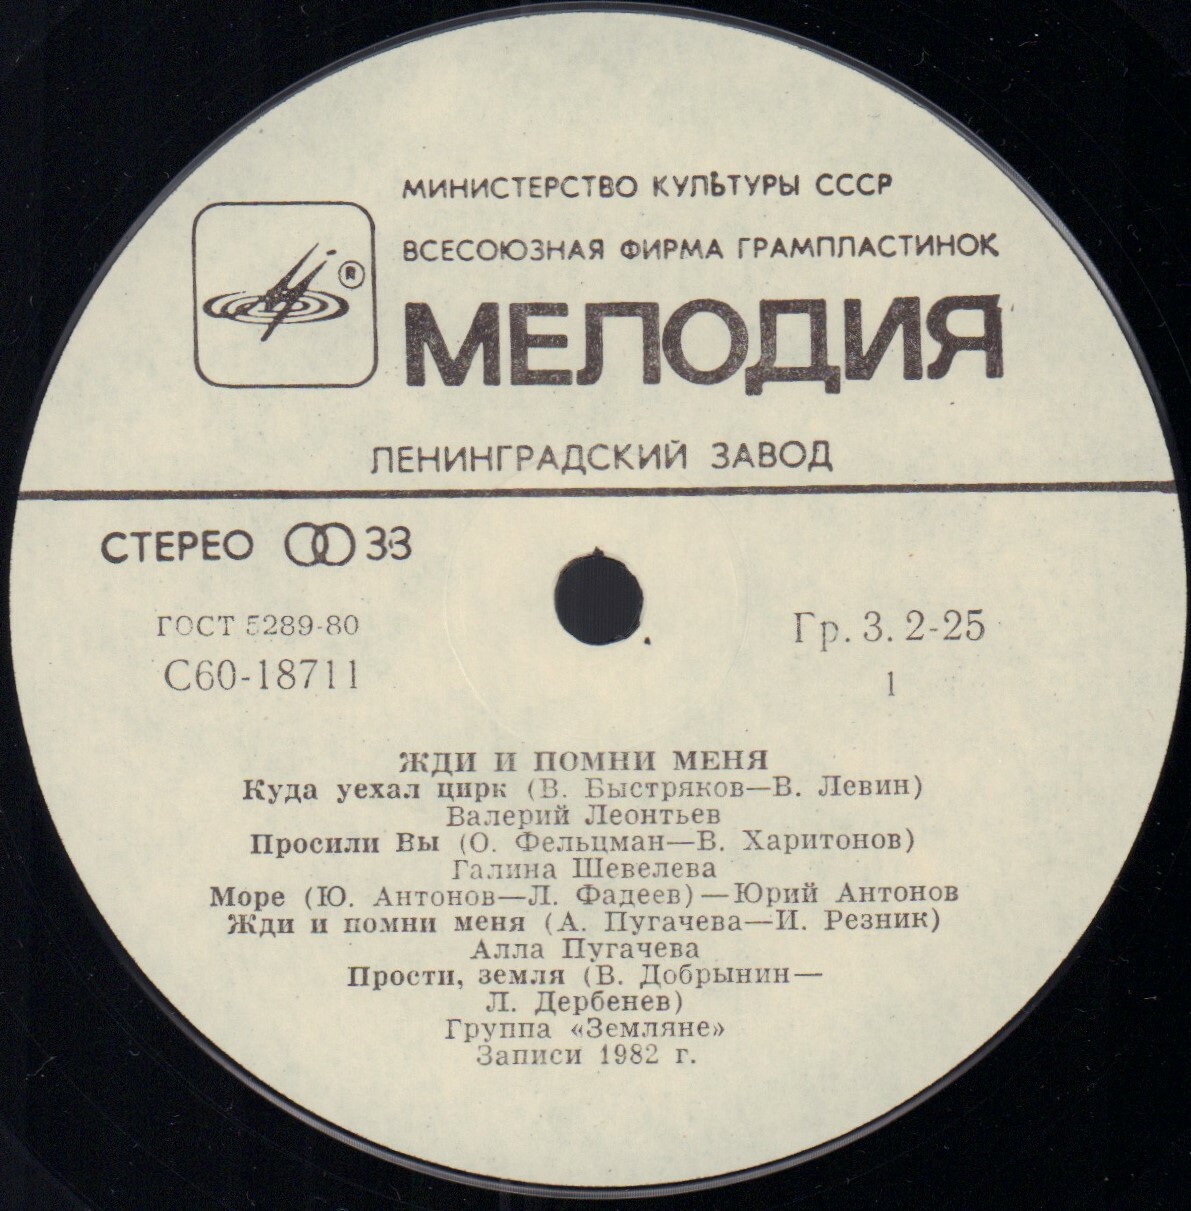 МИНИСТЕРСТВО КУЛЬТУРЫ СССР
ВСЕСОЮЗНАЯ ФИРМА ГРАМПЛАСТИНОК
®
МЕЛОДИЯ
ЛЕНИНГРАДСКИЙ ЗАВОД
СТЕРЕО 33
ГОСТ 5289-80
Гр. 3. 2-25
С60-18711
1
ЖДИ И ПОМНИ МЕНЯ
Куда уехал цирк (В. Быстряков—В. Левин)
Валерий Леонтьев
Просили Вы (О. Фельцман—В. Харитонов)
Галина Шевелева
Море (Ю. Антонов—Л. Фадеев)—Юрий Антонов
Жди и помни меня (А. Пугачева—И. Резник)
Алла Пугачева
Прости, земля (В. Добрынин—
Л. Дербенев)
Группа «Земляне»
Записи 1982 г.